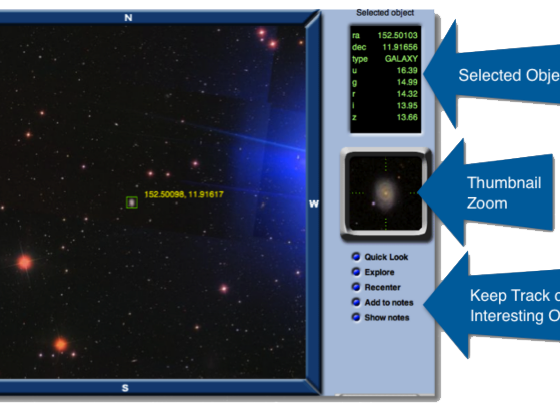 N
Selected object
ra 152.50103
dec 11.91656
type GALAXY
u 16.39
g 14.99
r 14.32
i 13.95
z 13.66
Selected Obje
152.50098, 11.91617
W
Thumbnail
Zoom
Quick Look
Explore
Recenter
Add to notes
Show notes
Keep Track o
Interesting O
S